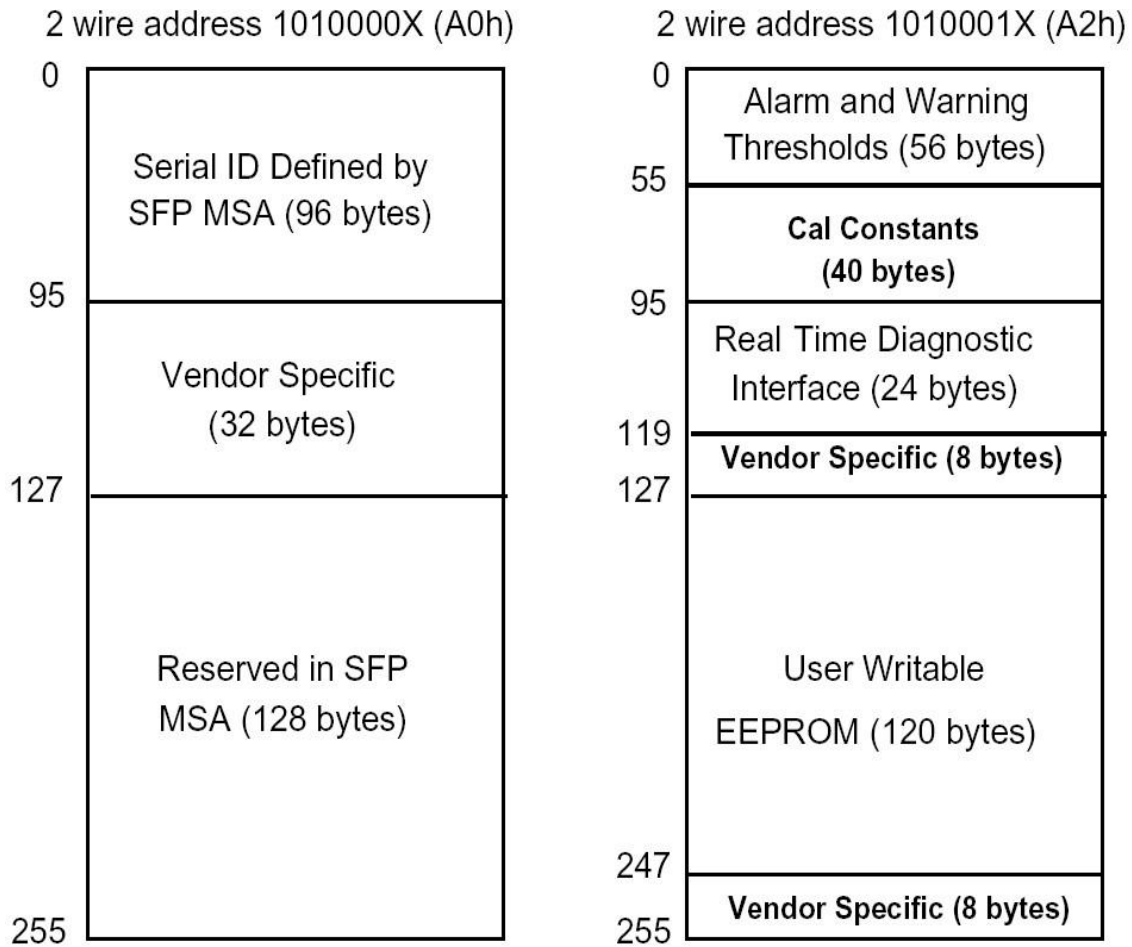 2 wire address 1010000X (A0h)
0
Serial ID Defined by
SFP MSA (96 bytes)
95
Vendor Specific
(32 bytes)
127
Reserved in SFP
MSA (128 bytes)
255
2 wire address 1010001X (A2h)
0
Alarm and Warning
Thresholds (56 bytes)
55
Cal Constants
(40 bytes)
95
Real Time Diagnostic
Interface (24 bytes)
119
Vendor Specific (8 bytes)
127
User Writable
EEPROM (120 bytes)
247
Vendor Specific (8 bytes)
255